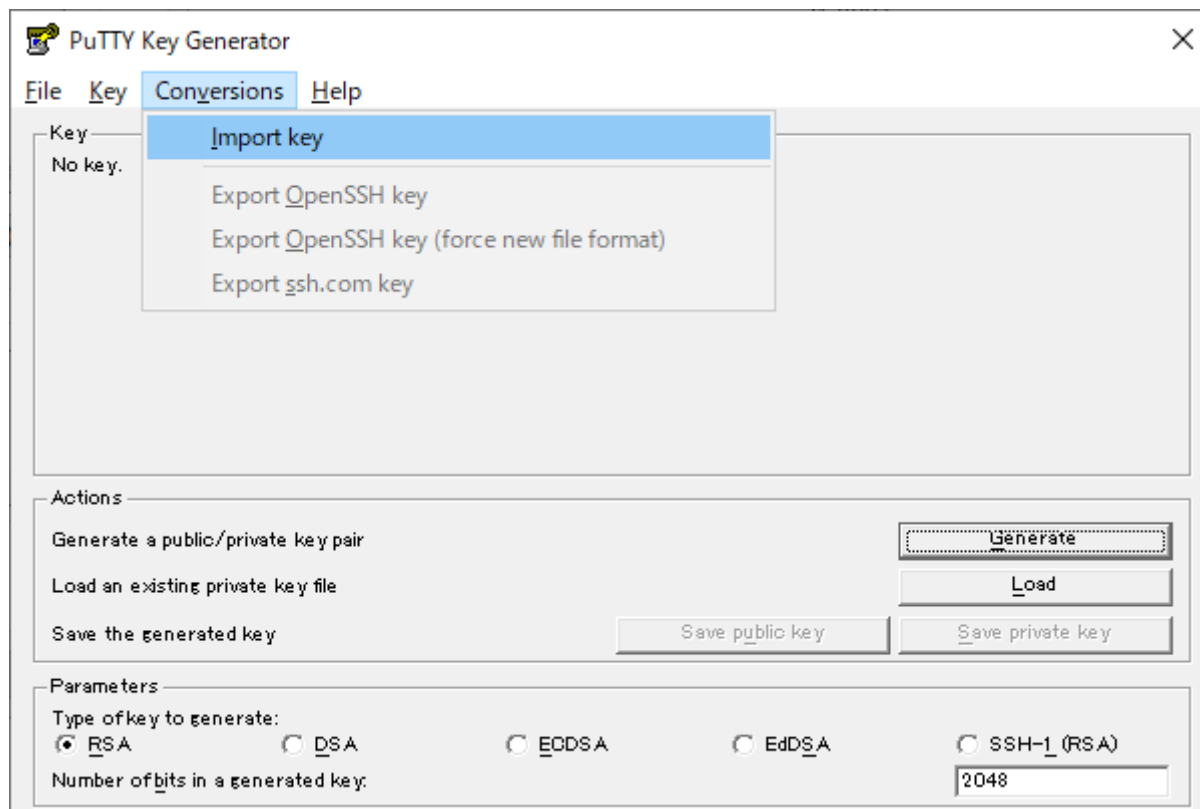 PuTTY Key Generator
File Key Conversions Help
Import key
Export OpenSSH key
Export OpenSSH key (force new file format)
Export ssh.com key
Key
No key.
Actions
Generate a public/private key pair
Generate
Load an existing private key file
Load
Save the generated key
Save public key
Save private key
Parameters
Type of key to generate:
RSA DSA ECDSA EdDSA SSH-1 (RSA)
Number of bits in a generated key:
2048